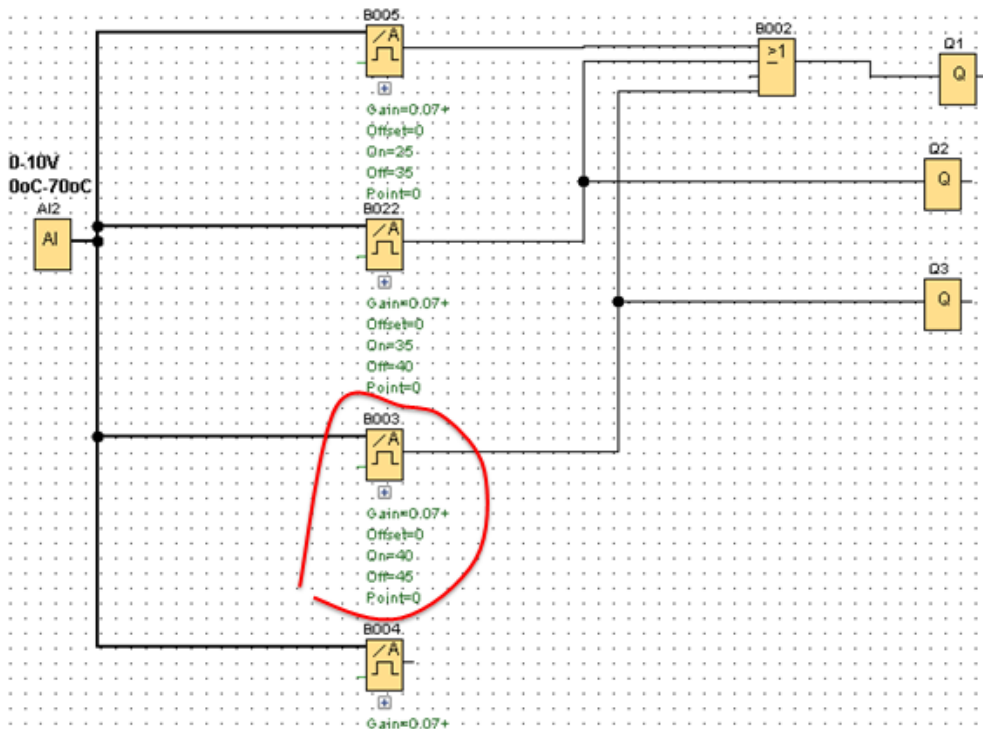 B005
/A
Gain=0.07+
Offset=0
On=25
Off=35
Point=0
B002
>1
Q1
Q
Q2
Q
Q3
Q
0-10V
0oC-70oC
AI2
AI
B022
/A
Gain=0.07+
Offset=0
On=35
Off=40
Point=0
B003
/A
Gain=0.07+
Offset=0
On=40
Off=45
Point=0
B004
/A
Gain=0.07+